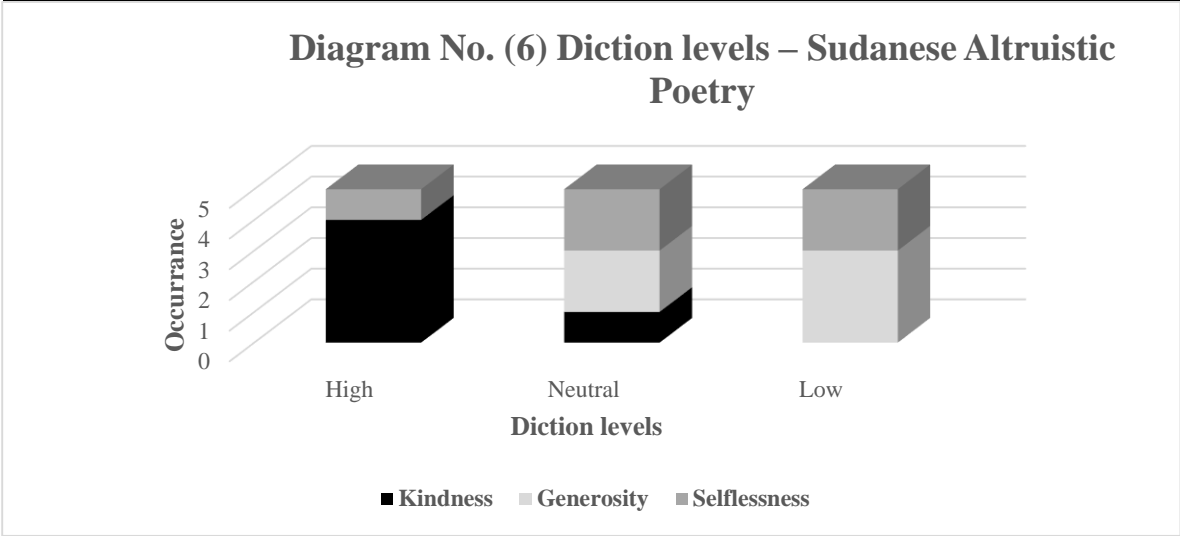 Diagram No. (6) Diction levels – Sudanese Altruistic
Poetry
Occurrance
5
4
3
2
1
0
High Neutral Low
Diction levels
Kindness Generosity Selflessness